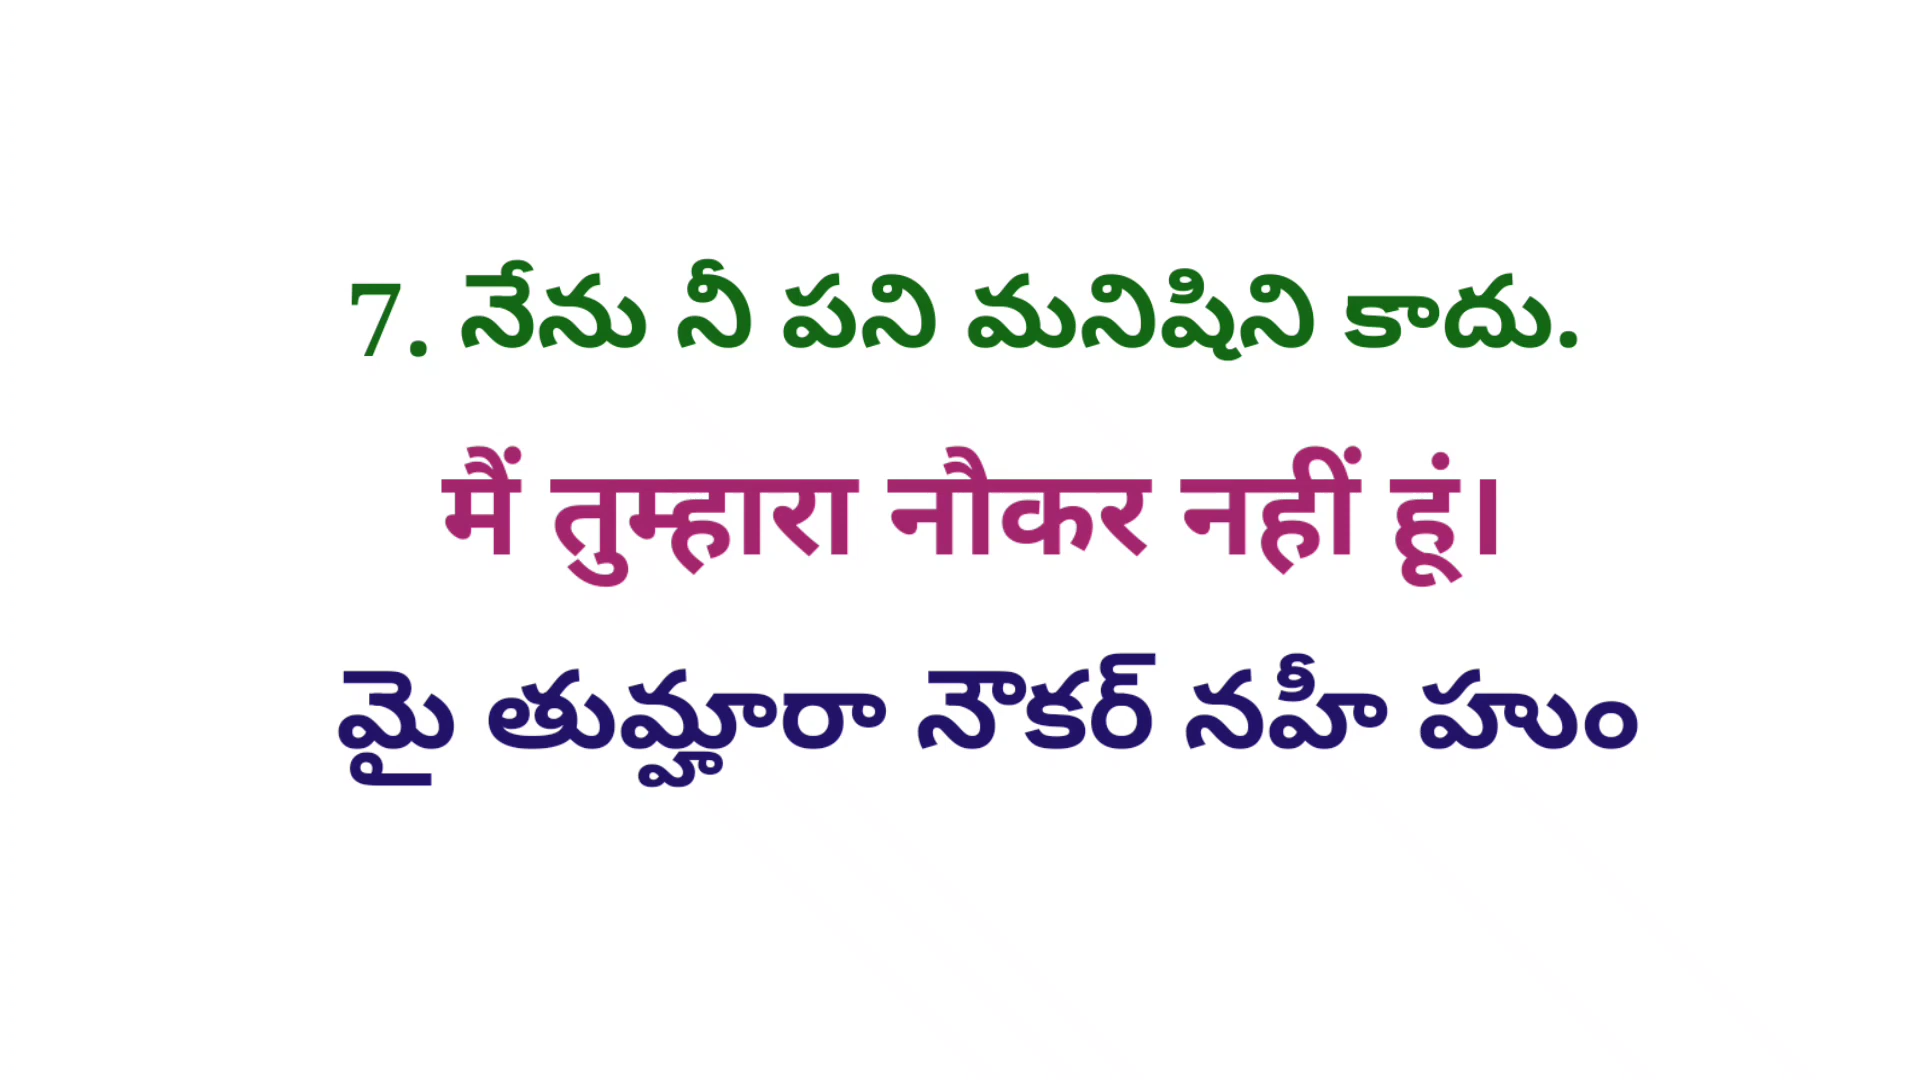 7. నేను నీ పని మనిషిని కాదు.
मैं तुम्हारा नौकर नहीं हूं।
మై తుమ్హారా నౌకర్ నహీ హుం